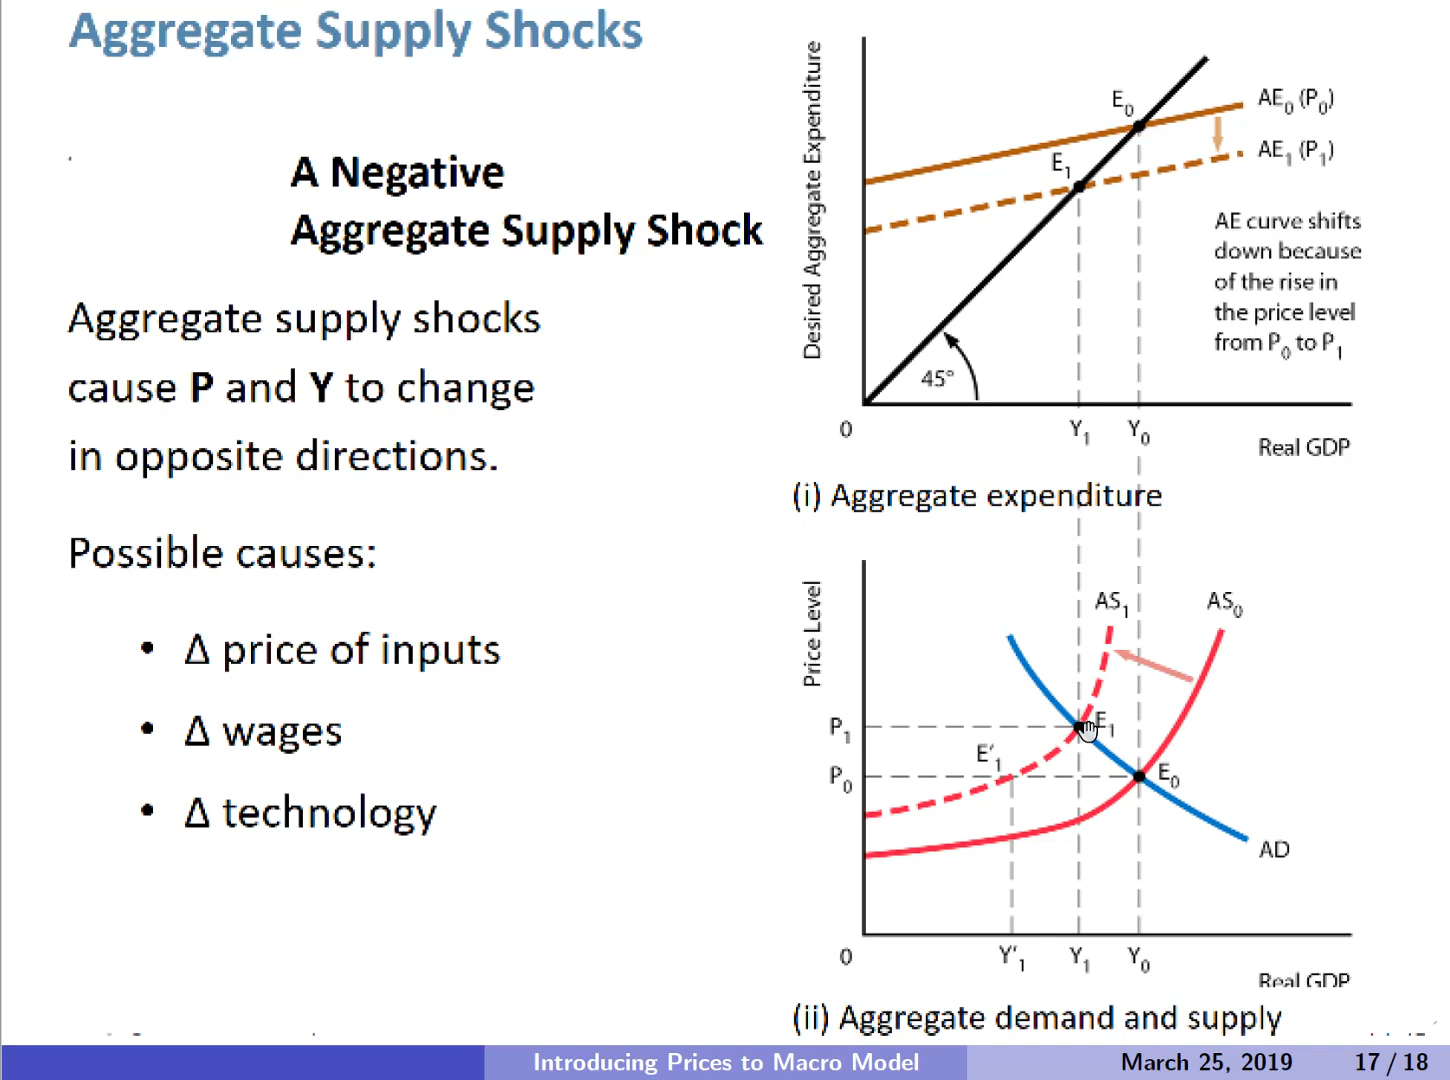 Aggregate Supply Shocks
A Negative
Aggregate Supply Shock
Aggregate supply shocks
cause P and Y to change
in opposite directions.
Possible causes:
• Δ price of inputs
• Δ wages
• Δ technology
Desired Aggregate Expenditure
E₀
E₁
AE₀ (P₀)
AE₁ (P₁)
AE curve shifts
down because
of the rise in
the price level
from P₀ to P₁
45°
0
Y₁
Y₀
Real GDP
(i) Aggregate expenditure
Price Level
AS₁
AS₀
P₁
P₀
E₁
E'₁
E₀
AD
0
Y'₁
Y₁
Y₀
Real GDP
(ii) Aggregate demand and supply
Introducing Prices to Macro Model
March 25, 2019
17 / 18